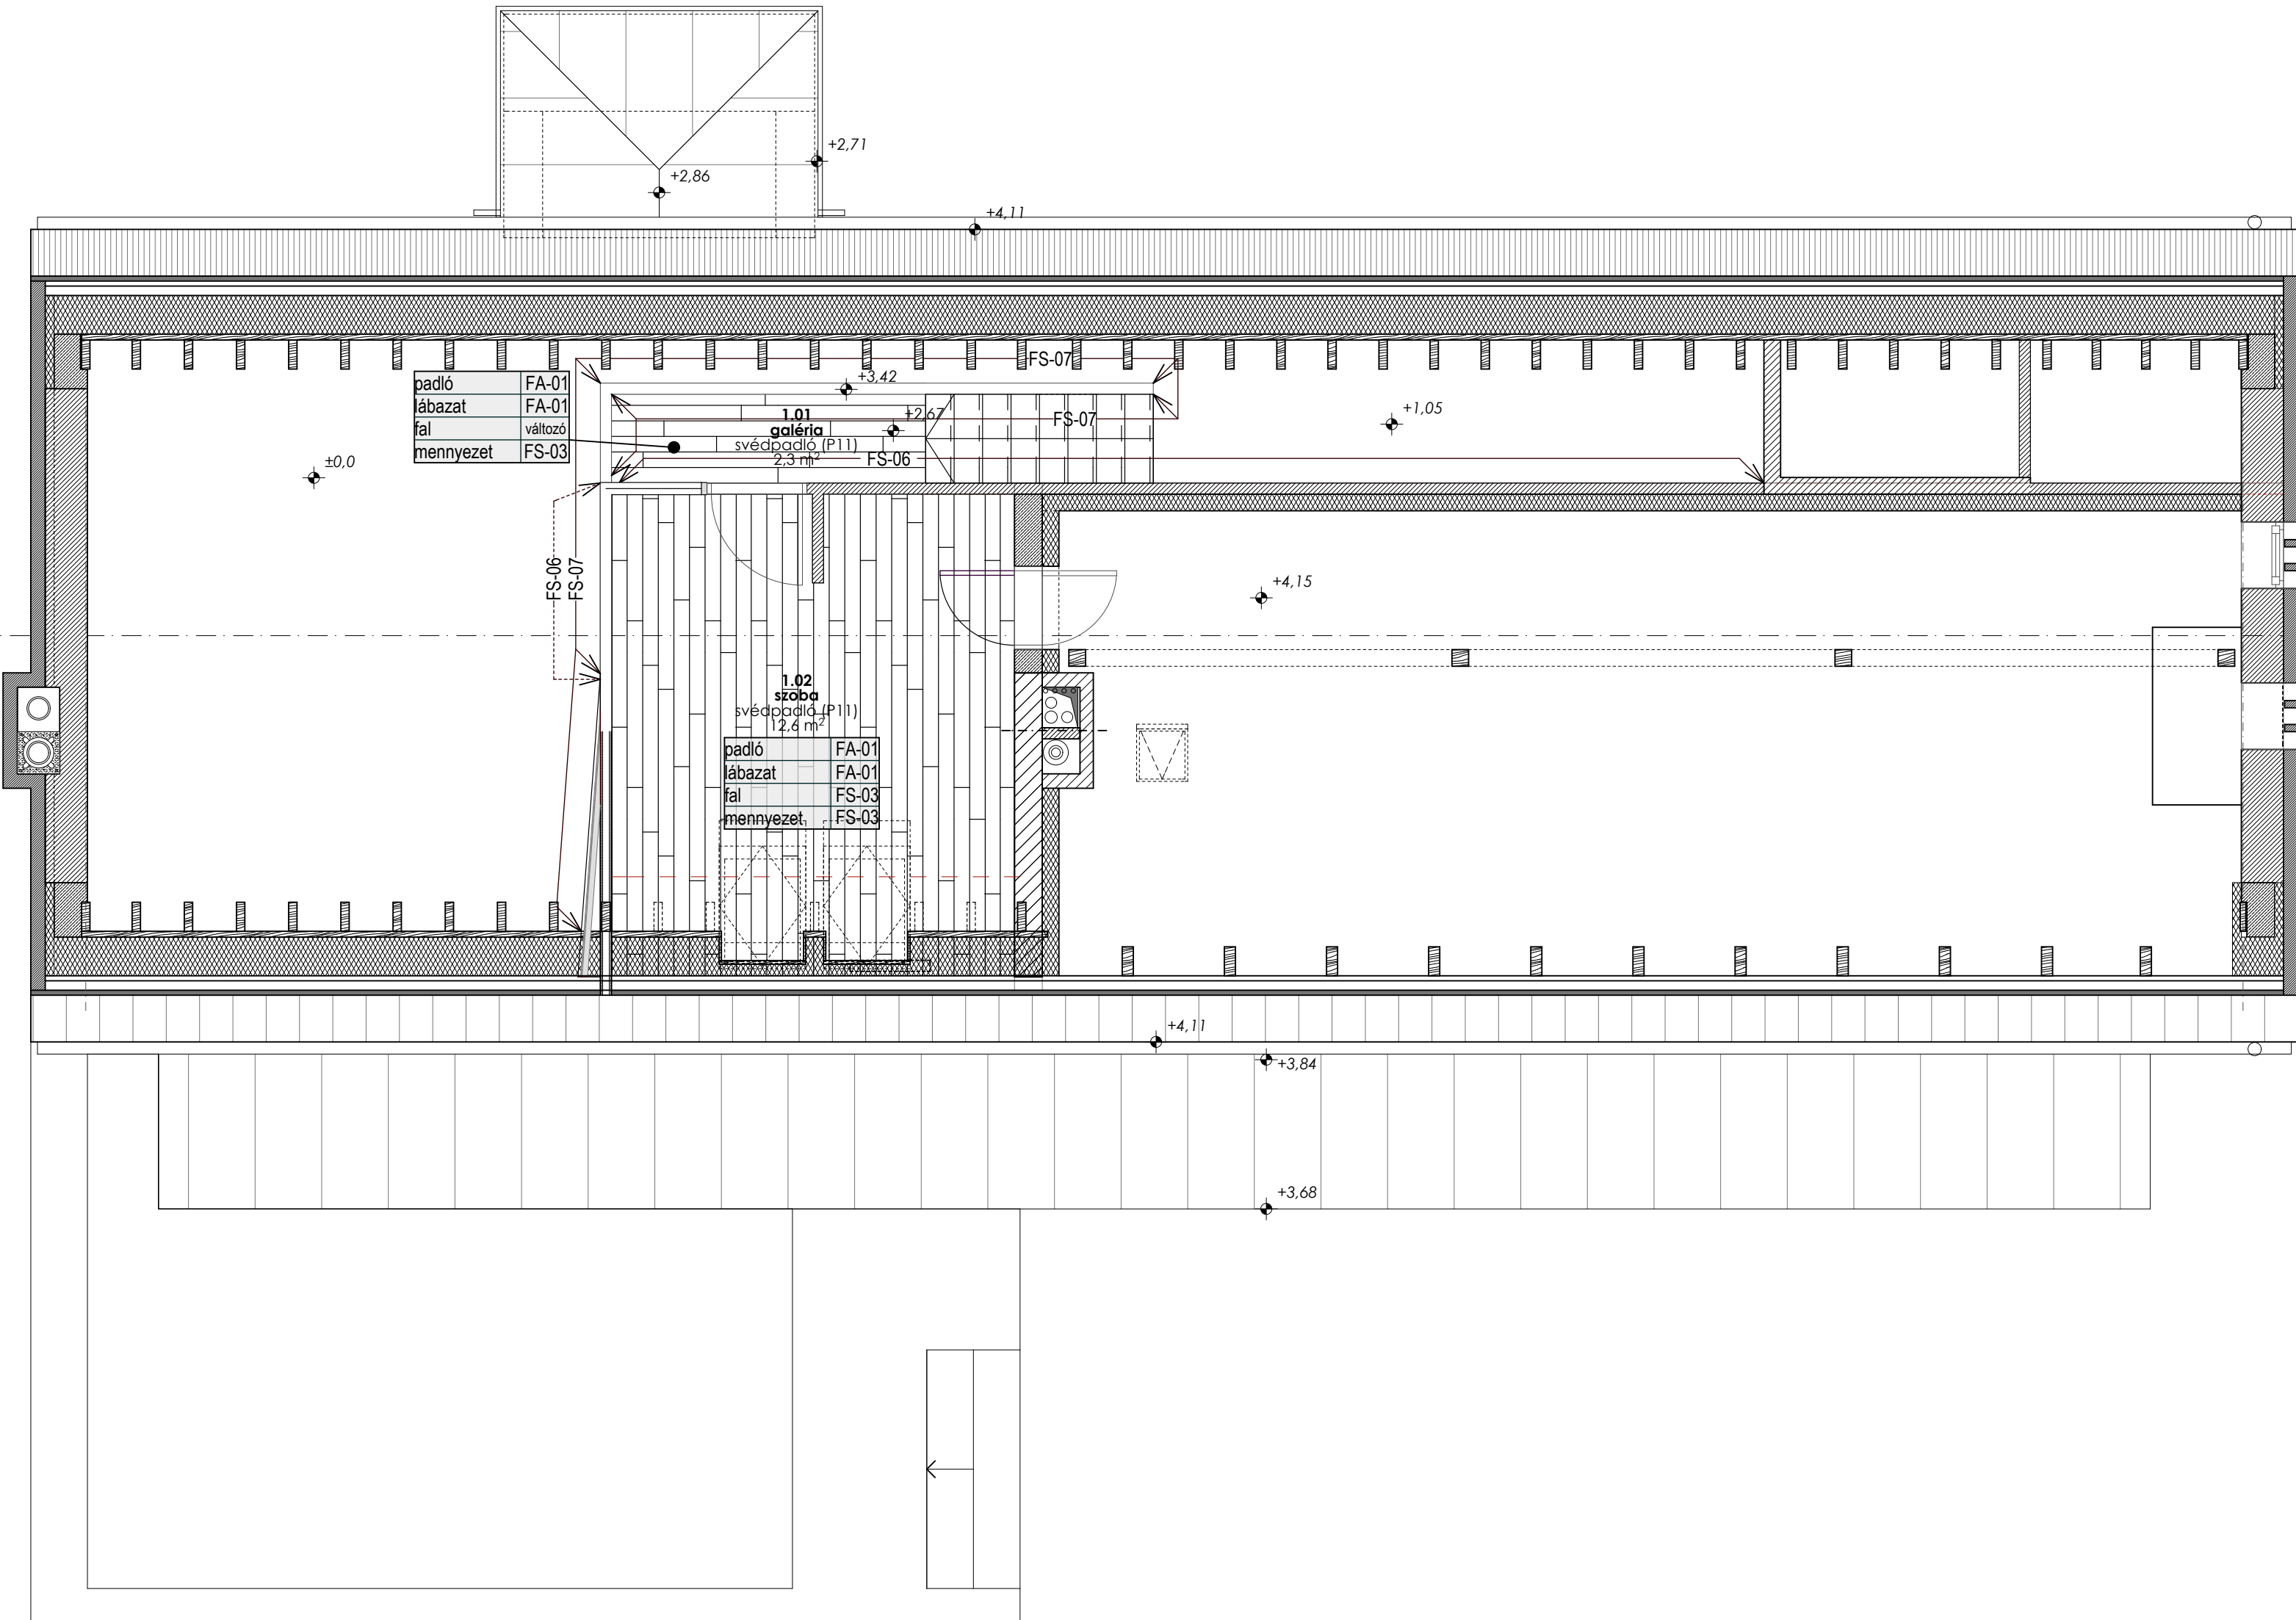 +2,71
+2,86
+4,11
FS-07
+3,42
padló FA-01
lábazat FA-01
fal változó
mennyezet FS-03
1.01
galéria
svédpadló (P11)
2,3 m²
+2,67
FS-07
FS-06
+1,05
±0,0
FS-06
FS-07
+4,15
1.02
szoba
svédpadló (P11)
12,6 m²
padló FA-01
lábazat FA-01
fal FS-03
mennyezet FS-03
+4,11
+3,84
+3,68